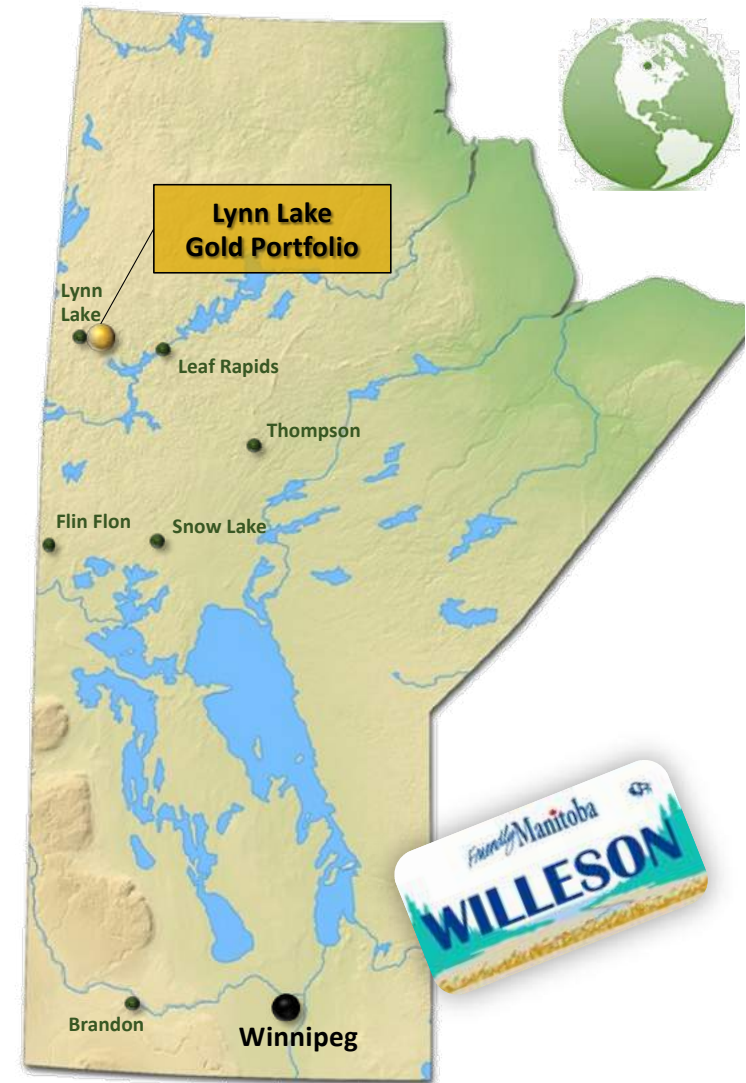 Lynn Lake
Gold Portfolio
Lynn
Lake
Leaf Rapids
Thompson
Flin Flon
Snow Lake
Friendly Manitoba
WILLESON
Brandon
Winnipeg